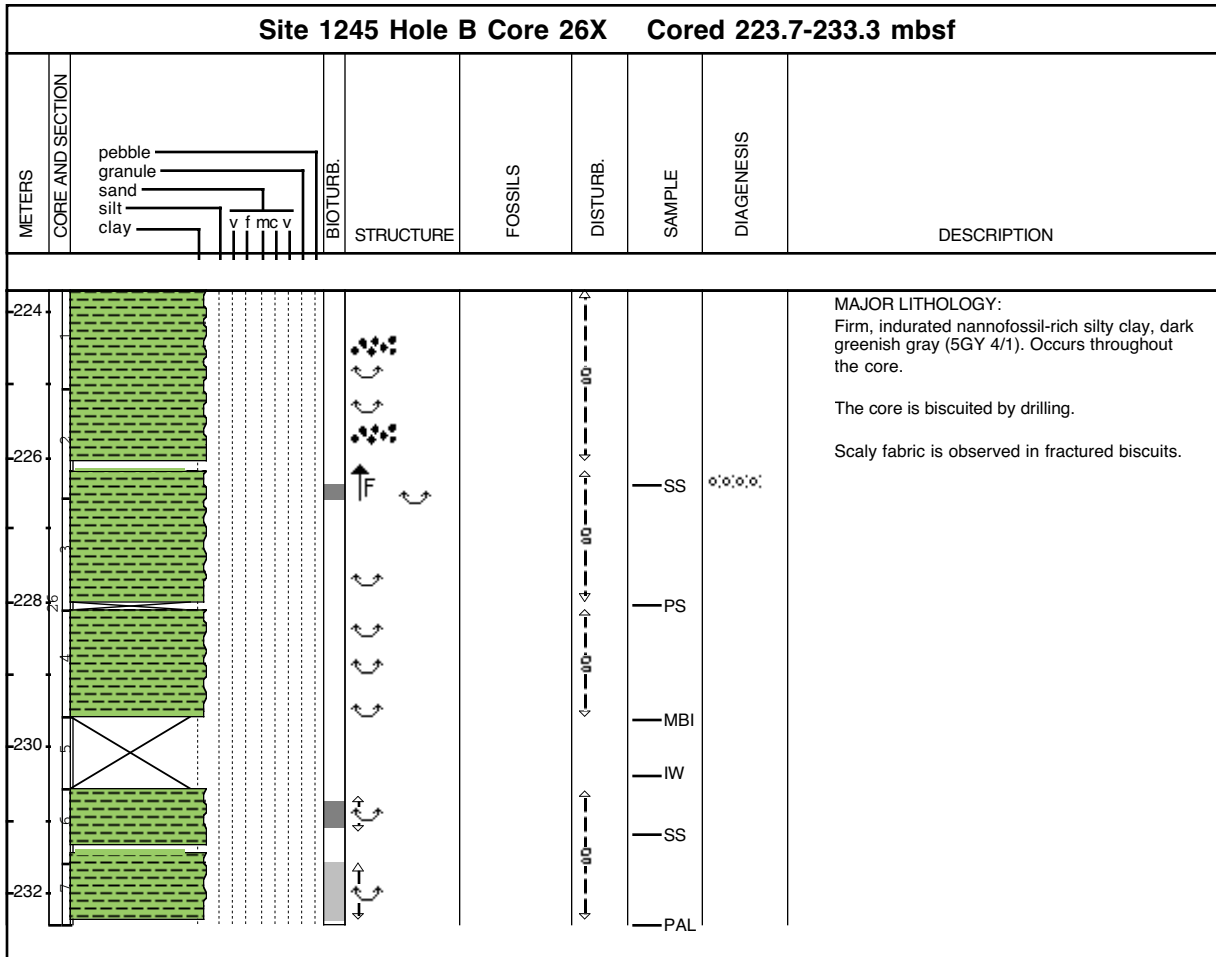 Site 1245 Hole B Core 26X Cored 223.7-233.3 mbsf
METERS
CORE AND SECTION
pebble
granule
sand
silt
clay
v f m c v
BIOTURB.
STRUCTURE
FOSSILS
DISTURB.
SAMPLE
DIAGENESIS
DESCRIPTION
224
226
228
230
232
1
2
3
4
5
6
7
26
F
SS
PS
MBI
IW
SS
PAL
MAJOR LITHOLOGY:
Firm, indurated nannofossil-rich silty clay, dark
greenish gray (5GY 4/1). Occurs throughout
the core.
The core is biscuited by drilling.
Scaly fabric is observed in fractured biscuits.